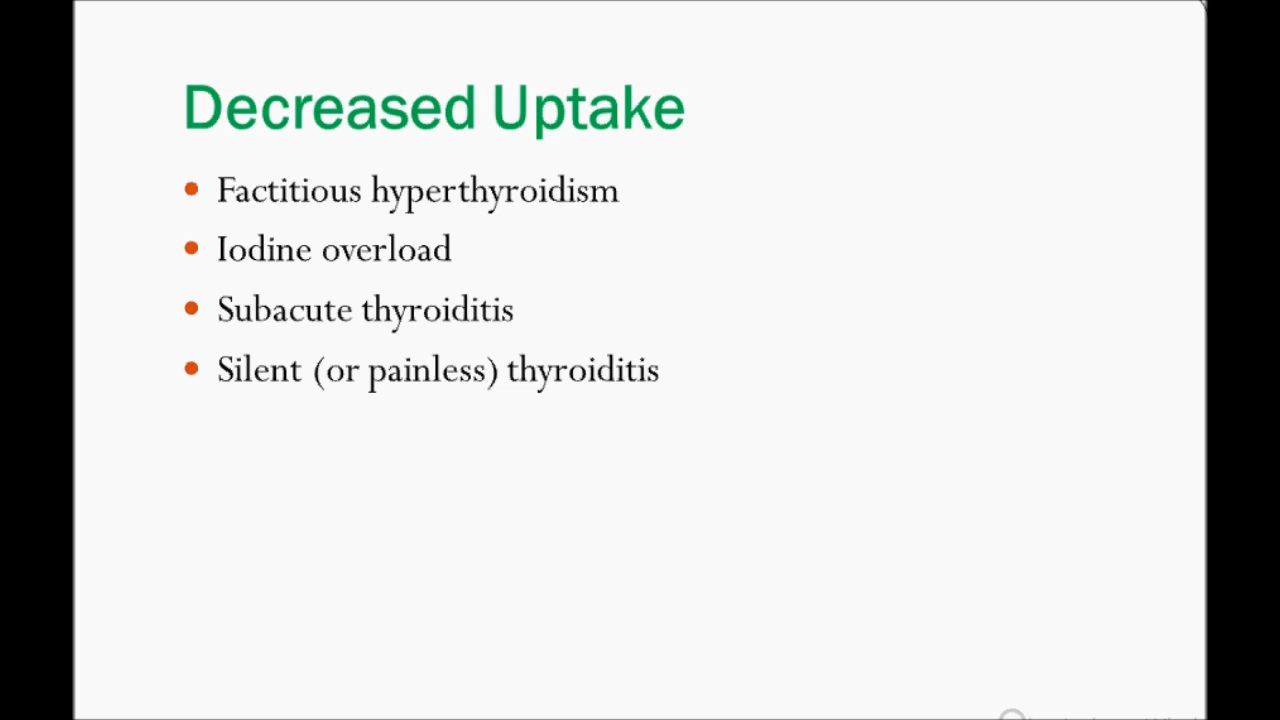 Decreased Uptake
Factitious hyperthyroidism
Iodine overload
Subacute thyroiditis
Silent (or painless) thyroiditis